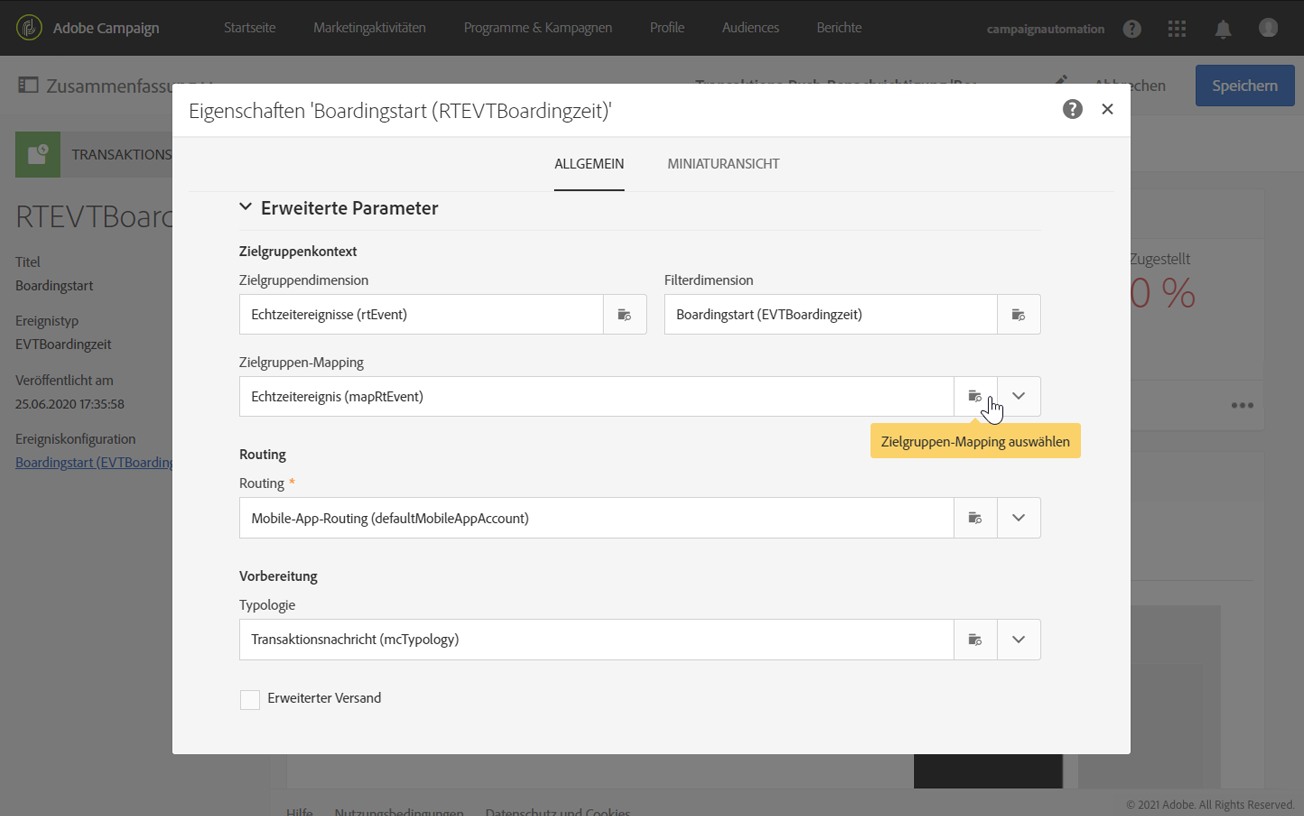 Adobe Campaign
Startseite
Marketingaktivitäten
Programme & Kampagnen
Profile
Audiences
Berichte
campaignautomation
Speichern
Eigenschaften 'Boardingstart (RTEVTBoardingzeit)'
TRANSAKTIONS
ALLGEMEIN
MINIATURANSICHT
RTEVTBoard
Erweiterte Parameter
Titel
Boardingstart
Zielgruppenkontext
Zugestellt
0 %
Zielgruppendimension
Filterdimension
Echtzeitereignisse (rtEvent)
Boardingstart (EVTBoardingzeit)
Ereignistyp
EVTBoardingzeit
Zielgruppen-Mapping
Echtzeitereignis (mapRtEvent)
Veröffentlicht am
25.06.2020 17:35:58
Zielgruppen-Mapping auswählen
Ereigniskonfiguration
Boardingstart (EVTBoarding
Routing
Routing *
Mobile-App-Routing (defaultMobileAppAccount)
Vorbereitung
Typologie
Transaktionsnachricht (mcTypology)
Erweiterter Versand
Hilfe Nutzungsbedingungen Datenschutz und Cookies
© 2021 Adobe. All Rights Reserved.